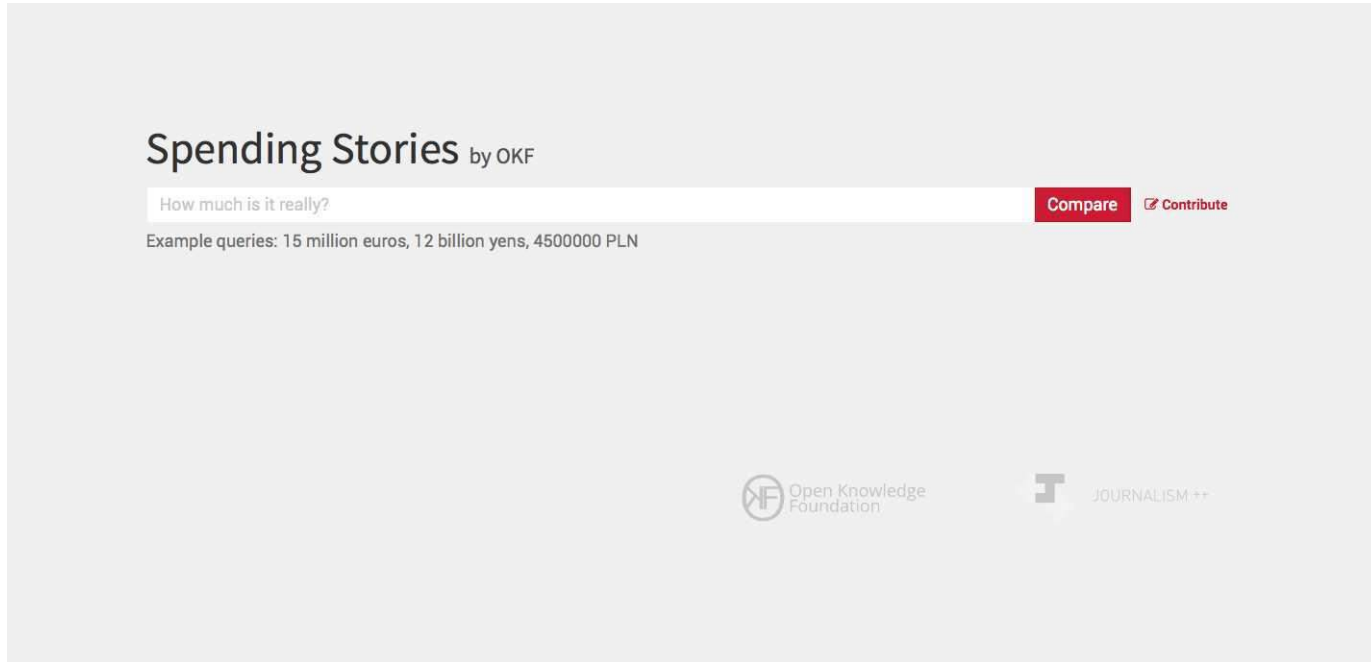 Spending Stories by OKF
How much is it really? Compare Contribute
Example queries: 15 million euros, 12 billion yens, 4500000 PLN
Open Knowledge
Foundation
JOURNALISM ++